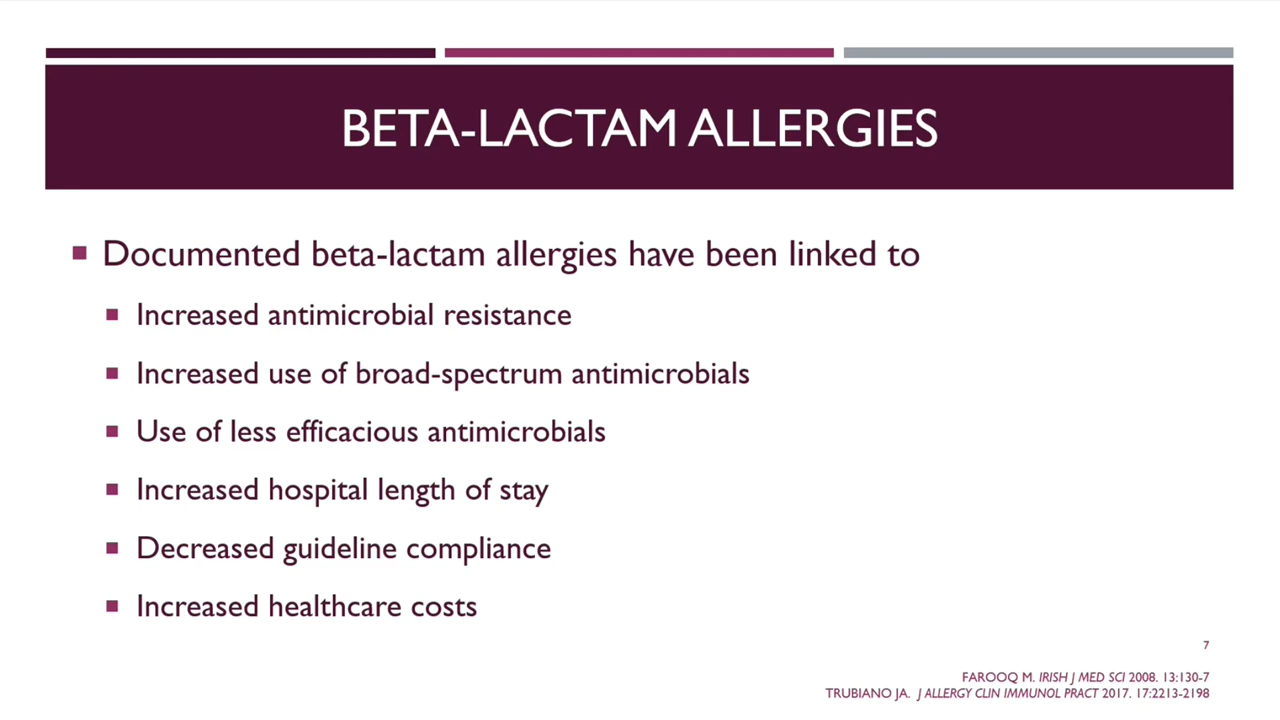 BETA-LACTAM ALLERGIES
Documented beta-lactam allergies have been linked to
Increased antimicrobial resistance
Increased use of broad-spectrum antimicrobials
Use of less efficacious antimicrobials
Increased hospital length of stay
Decreased guideline compliance
Increased healthcare costs
7
FAROOQ M. IRISH J MED SCI 2008. 13:130-7
TRUBIANO JA. J ALLERGY CLIN IMMUNOL PRACT 2017. 17:2213-2198